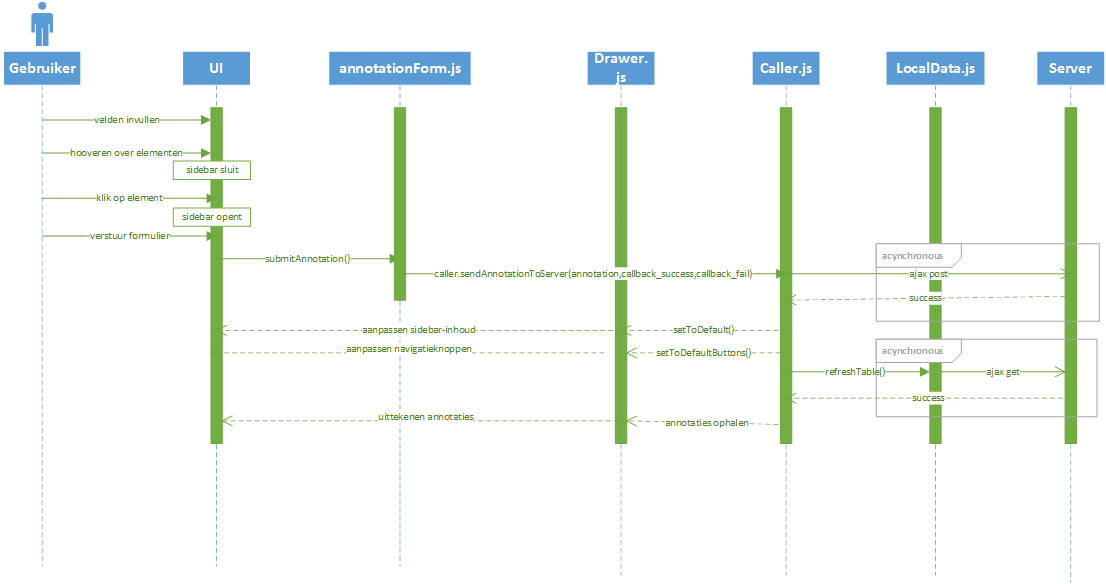 Gebruiker
UI
annotationForm.js
Drawer.
js
Caller.js
LocalData.js
Server
velden invullen
hooveren over elementen
sidebar sluit
klik op element
sidebar opent
verstuur formulier
submitAnnotation()
acynchronous
caller.sendAnnotationToServer(annotation,callback_success,callback_fail)
ajax post
success
aanpassen sidebar-inhoud
setToDefault()
aanpassen navigatieknoppen
setToDefaultButtons()
acynchronous
refreshTable()
ajax get
success
uittekenen annotaties
annotaties ophalen